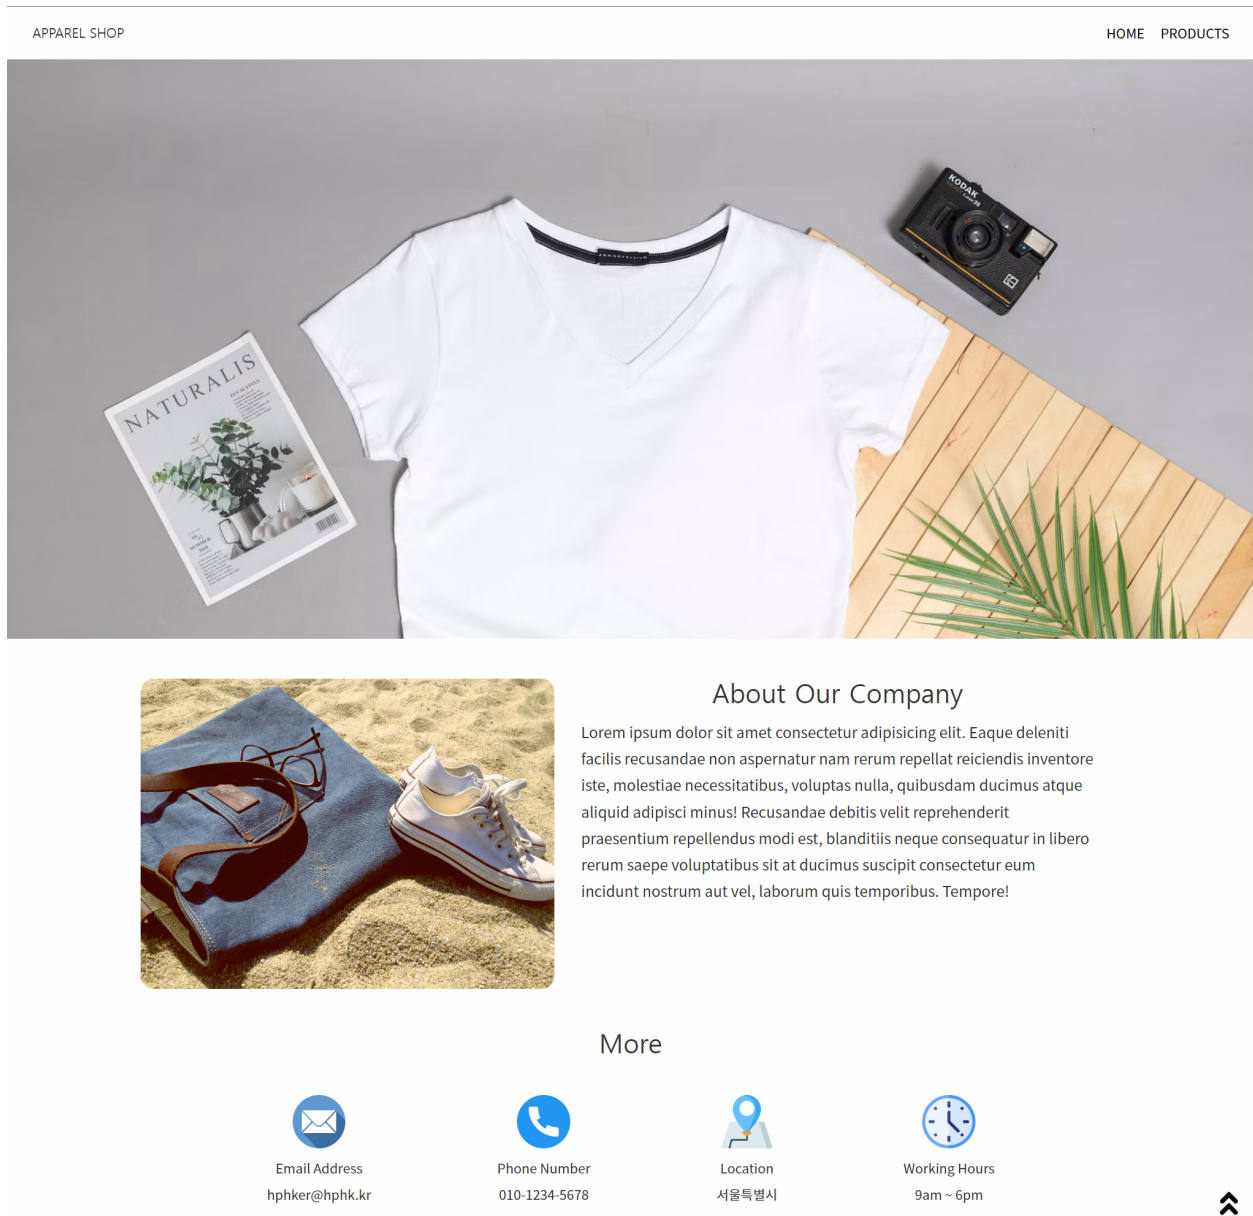 APPAREL SHOP
HOME PRODUCTS
KODAK
NATURALIS
EUCALYPTUS
SUMMER
About Our Company
Lorem ipsum dolor sit amet consectetur adipisicing elit. Eaque deleniti
facilis recusandae non aspernatur nam rerum repellat reiciendis inventore
iste, molestiae necessitatibus, voluptas nulla, quibusdam ducimus atque
aliquid adipisci minus! Recusandae debitis velit reprehenderit
praesentium repellendus modi est, blanditiis neque consequatur in libero
rerum saepe voluptatibus sit at ducimus suscipit consectetur eum
incidunt nostrum aut vel, laborum quis temporibus. Tempore!
More
Email Address
hphker@hphk.kr
Phone Number
010-1234-5678
Location
서울특별시
Working Hours
9am ~ 6pm